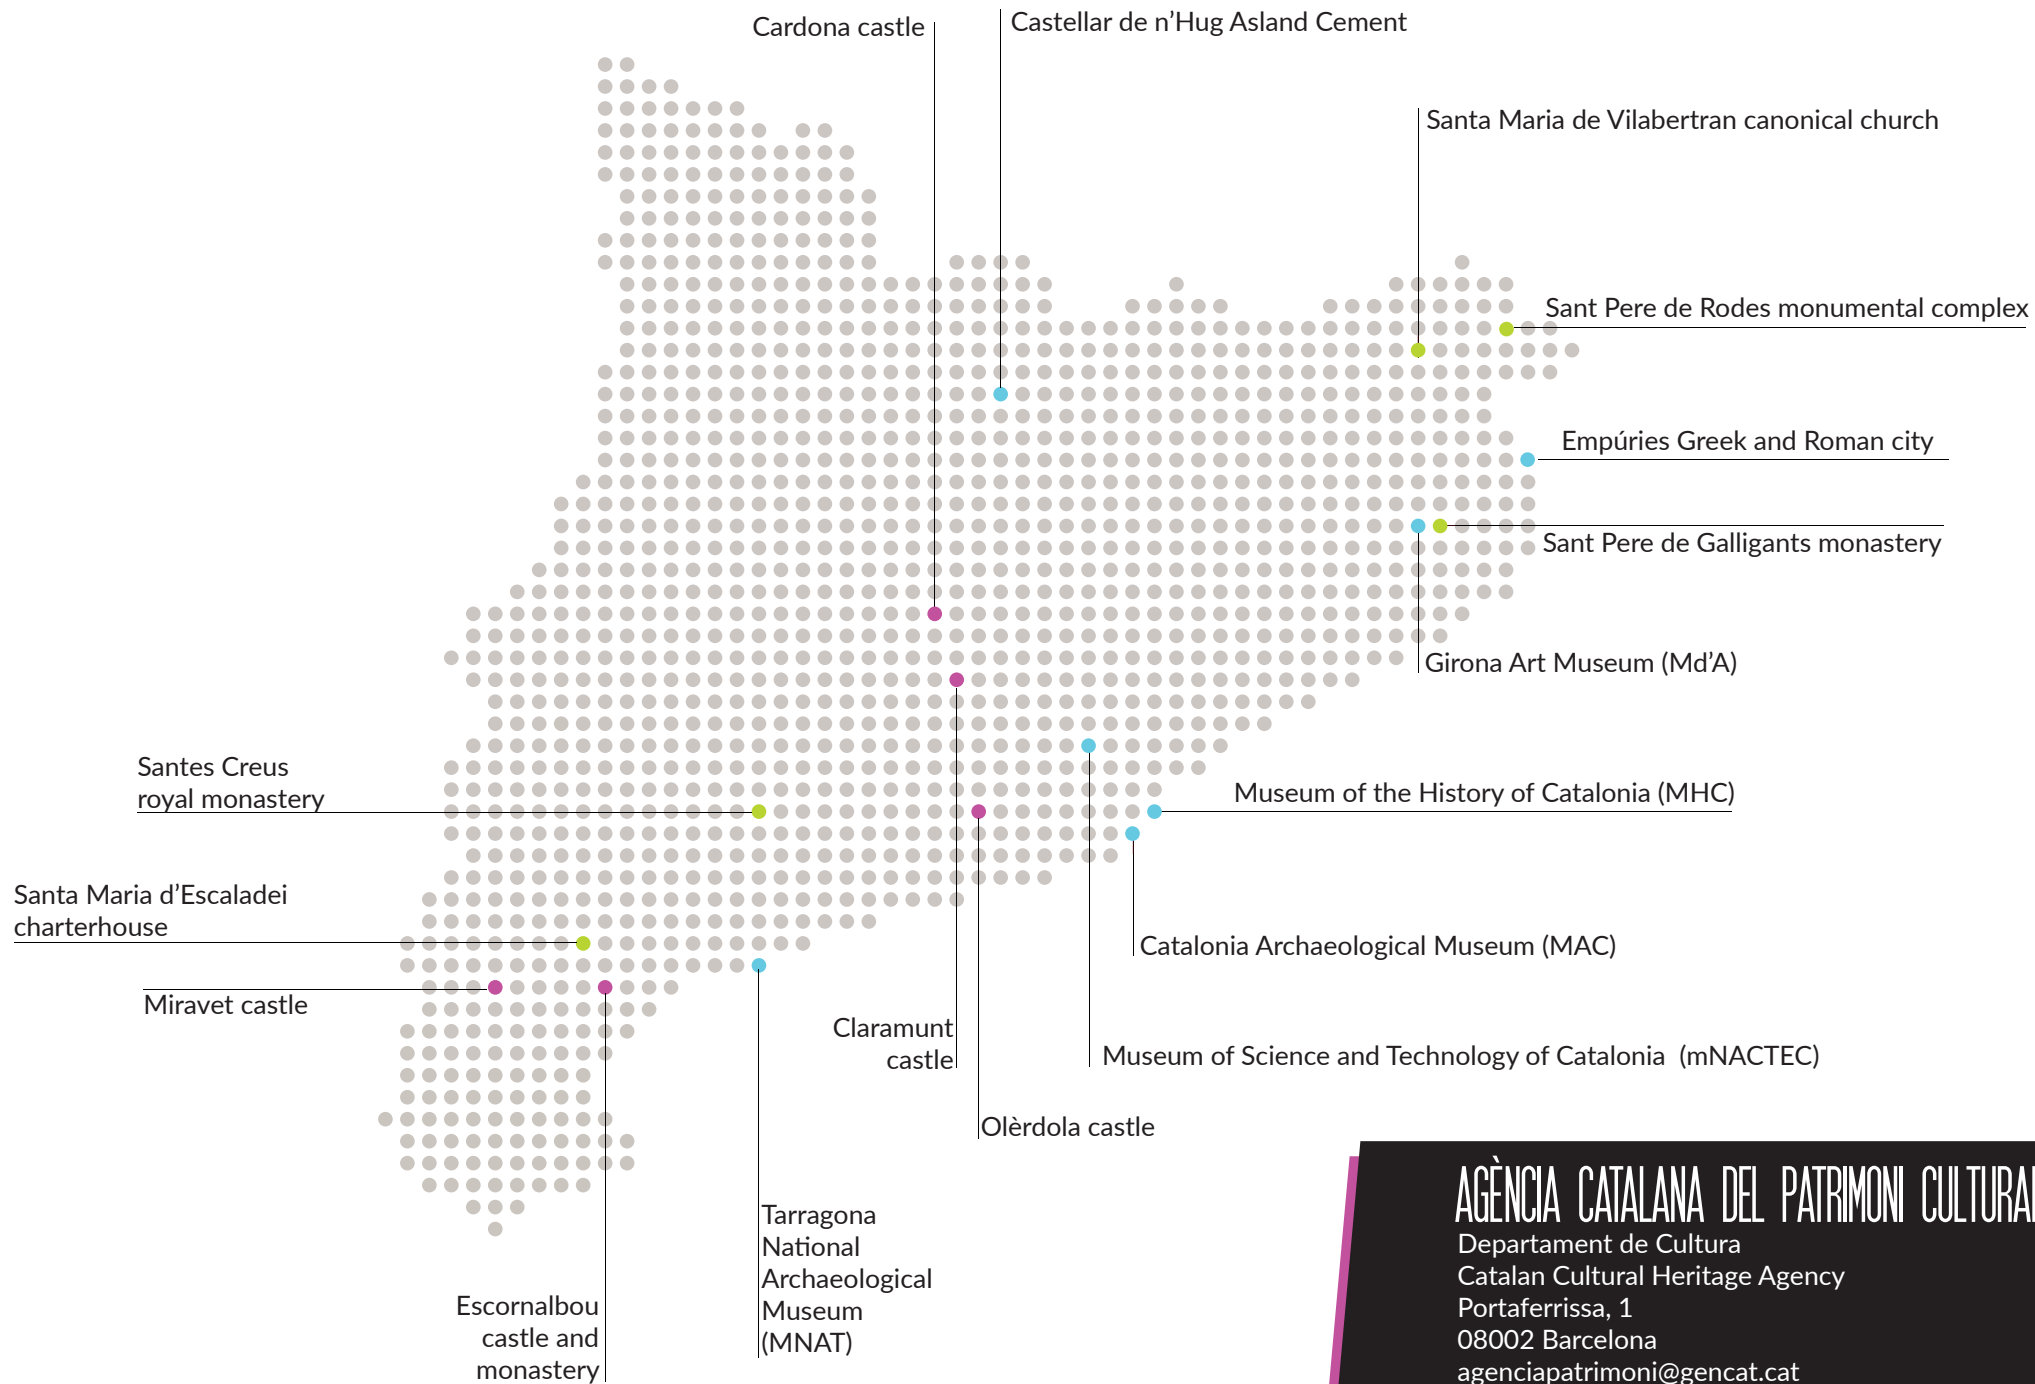 Cardona castle
Castellar de n’Hug Asland Cement
Santa Maria de Vilabertran canonical church
Sant Pere de Rodes monumental complex
Empúries Greek and Roman city
Sant Pere de Galligants monastery
Girona Art Museum (Md’A)
Santes Creus
royal monastery
Museum of the History of Catalonia (MHC)
Santa Maria d’Escaladei
charterhouse
Catalonia Archaeological Museum (MAC)
Miravet castle
Claramunt
castle
Museum of Science and Technology of Catalonia (mNACTEC)
Olèrdola castle
Tarragona
National
Archaeological
Museum
(MNAT)
Escornalbou
castle and
monastery
AGÈNCIA CATALANA DEL PATRIMONI CULTURAL
Departament de Cultura
Catalan Cultural Heritage Agency
Portaferrissa, 1
08002 Barcelona
agenciapatrimoni@gencat.cat